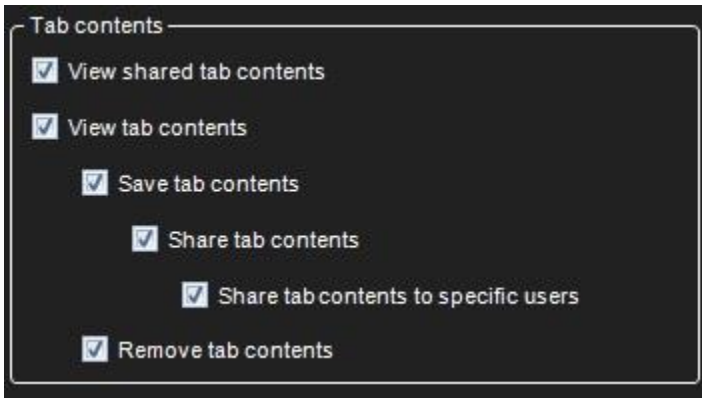 Tab contents
View shared tab contents
View tab contents
Save tab contents
Share tab contents
Share tab contents to specific users
Remove tab contents